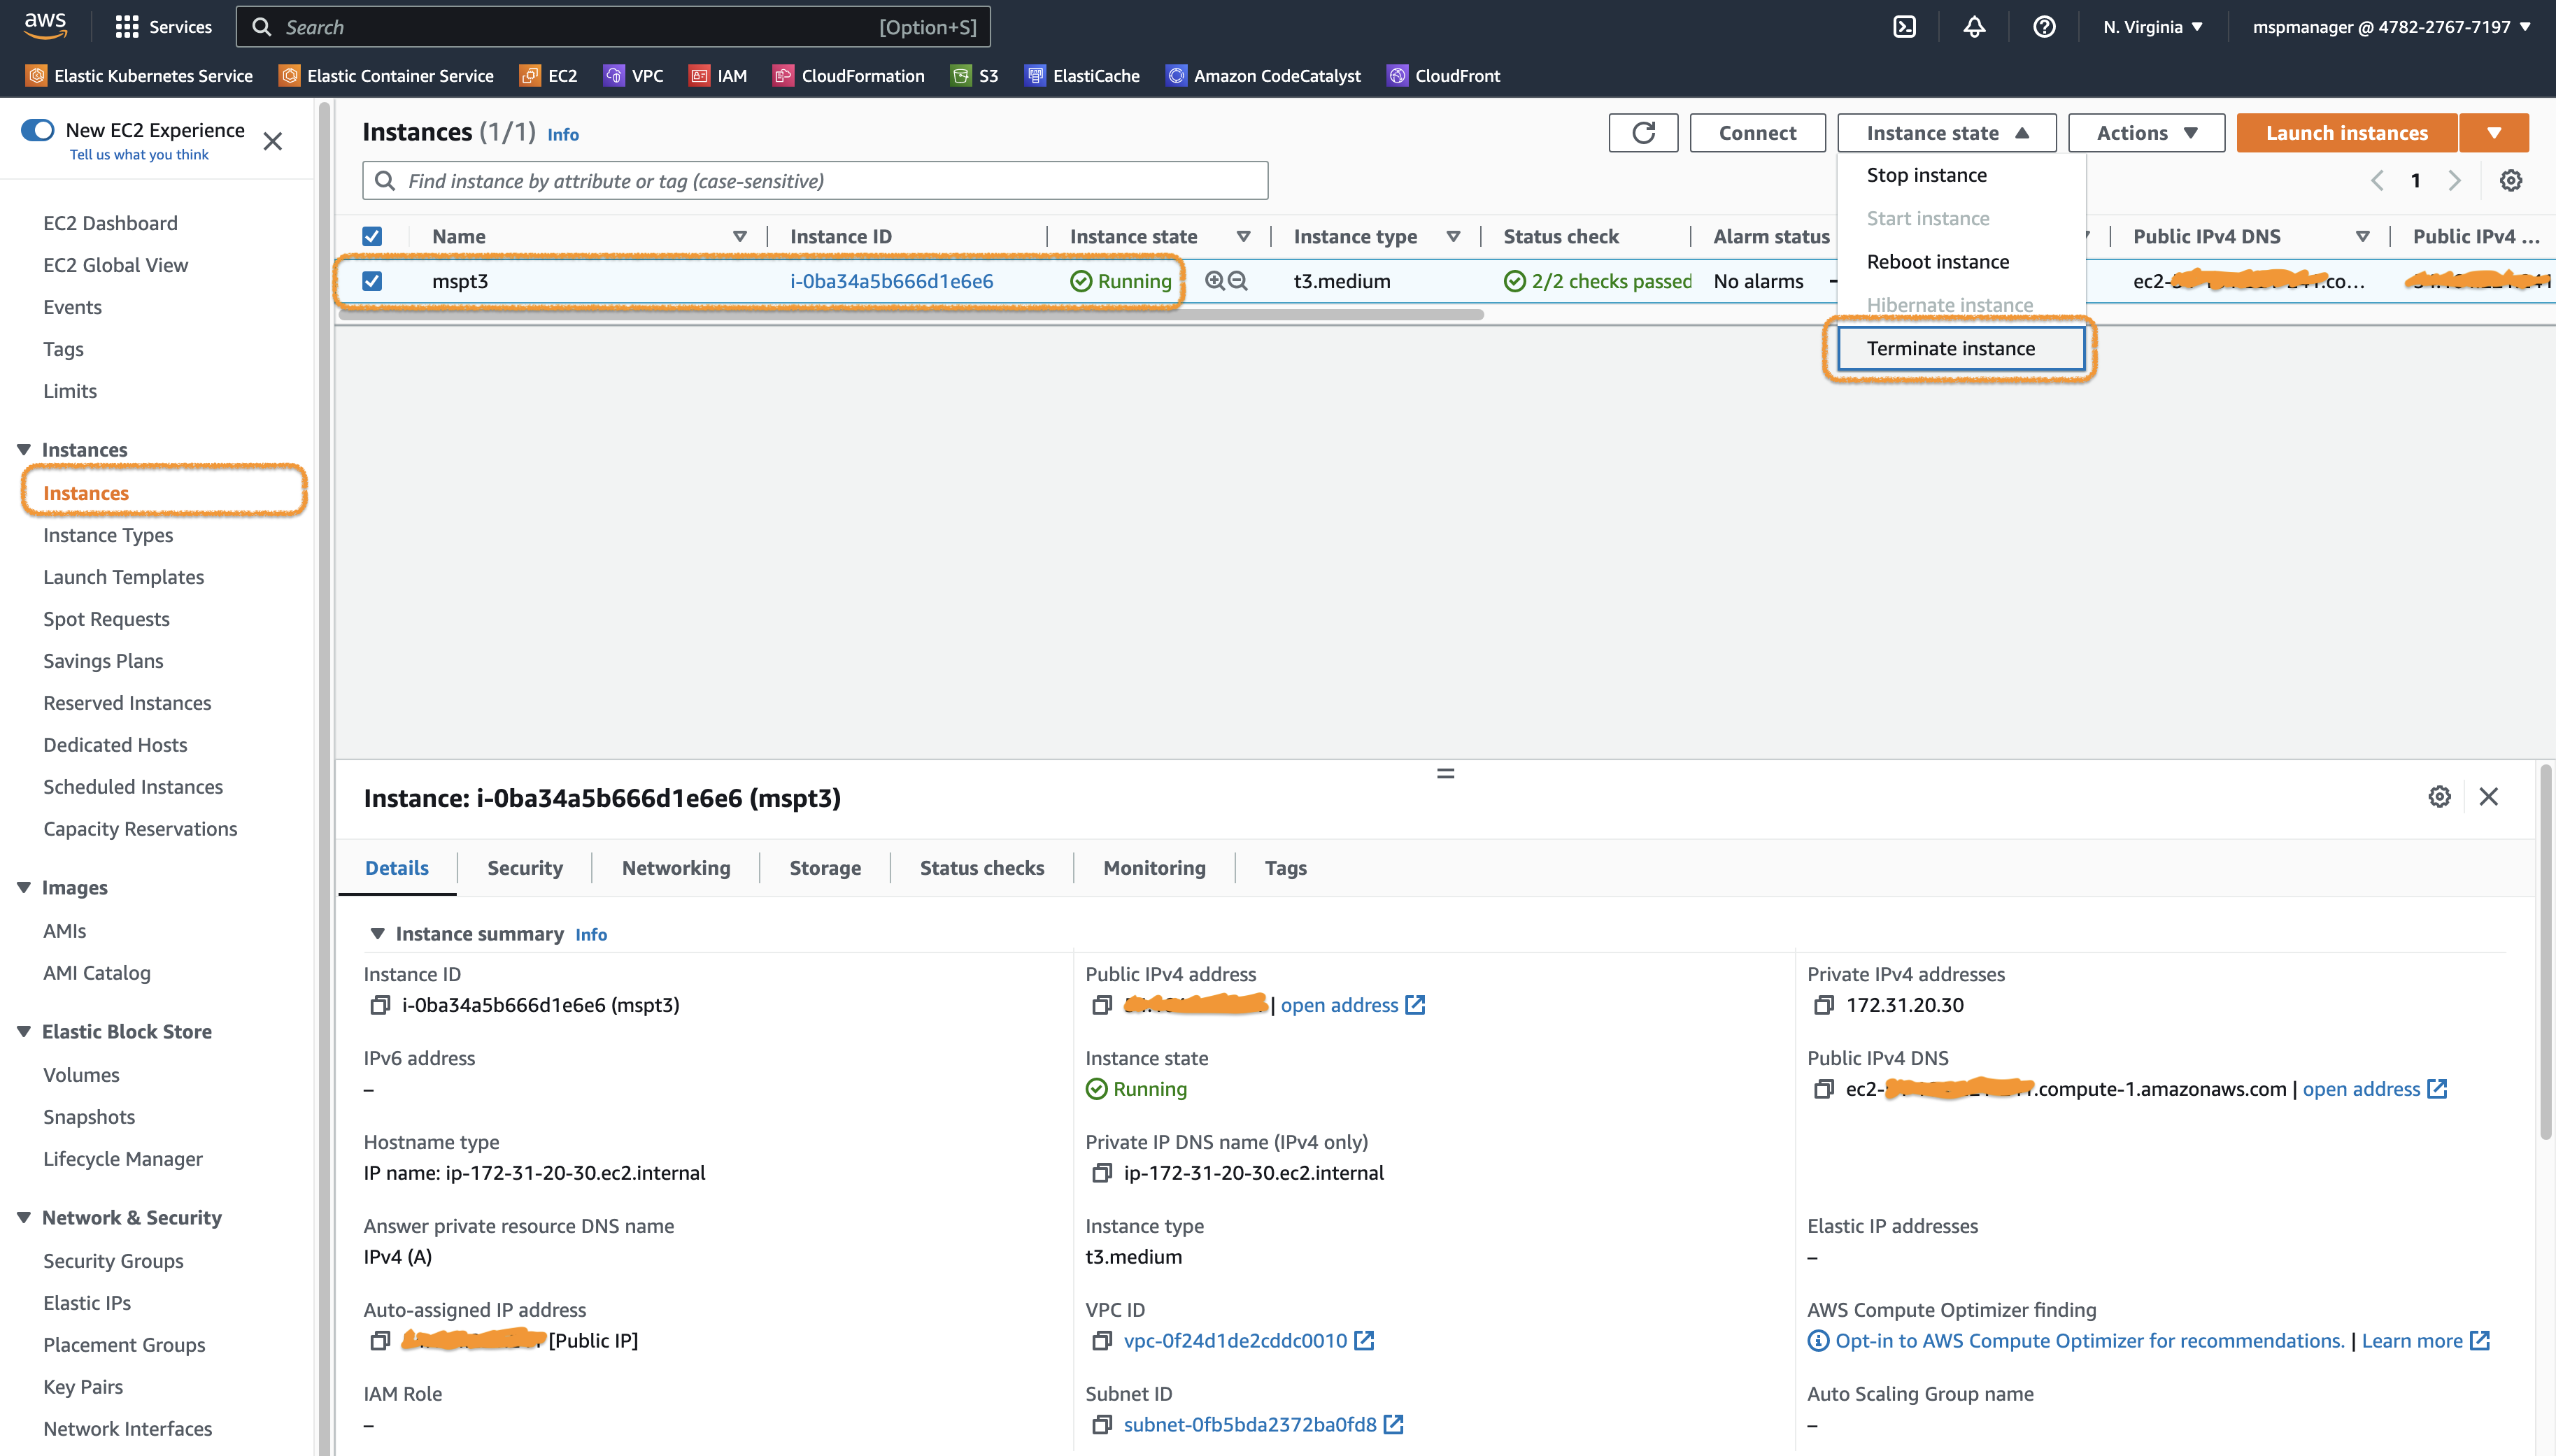 aws
Services
Search
[Option+S]
N. Virginia
mspmanager @ 4782-2767-7197
Elastic Kubernetes Service
Elastic Container Service
EC2
VPC
IAM
CloudFormation
S3
ElastiCache
Amazon CodeCatalyst
CloudFront
New EC2 Experience
Tell us what you think
EC2 Dashboard
EC2 Global View
Events
Tags
Limits
Instances
Instances
Instance Types
Launch Templates
Spot Requests
Savings Plans
Reserved Instances
Dedicated Hosts
Scheduled Instances
Capacity Reservations
Images
AMIs
AMI Catalog
Elastic Block Store
Volumes
Snapshots
Lifecycle Manager
Network & Security
Security Groups
Elastic IPs
Placement Groups
Key Pairs
Network Interfaces
Instances (1/1) Info
Connect
Instance state
Actions
Launch instances
Find instance by attribute or tag (case-sensitive)
1
Stop instance
Start instance
Reboot instance
Hibernate instance
Terminate instance
Name
Instance ID
Instance state
Instance type
Status check
Alarm status
Public IPv4 DNS
Public IPv4 ...
mspt3
i-0ba34a5b666d1e6e6
Running
t3.medium
2/2 checks passed
No alarms
ec2-
.co...
Instance: i-0ba34a5b666d1e6e6 (mspt3)
Details
Security
Networking
Storage
Status checks
Monitoring
Tags
Instance summary Info
Instance ID
i-0ba34a5b666d1e6e6 (mspt3)
Public IPv4 address
| open address
Private IPv4 addresses
172.31.20.30
IPv6 address
–
Instance state
Running
Public IPv4 DNS
ec2-
.compute-1.amazonaws.com | open address
Hostname type
IP name: ip-172-31-20-30.ec2.internal
Private IP DNS name (IPv4 only)
ip-172-31-20-30.ec2.internal
Answer private resource DNS name
IPv4 (A)
Instance type
t3.medium
Elastic IP addresses
–
Auto-assigned IP address
[Public IP]
VPC ID
vpc-0f24d1de2cddc0010
AWS Compute Optimizer finding
Opt-in to AWS Compute Optimizer for recommendations. | Learn more
IAM Role
–
Subnet ID
subnet-0fb5bda2372ba0fd8
Auto Scaling Group name
–